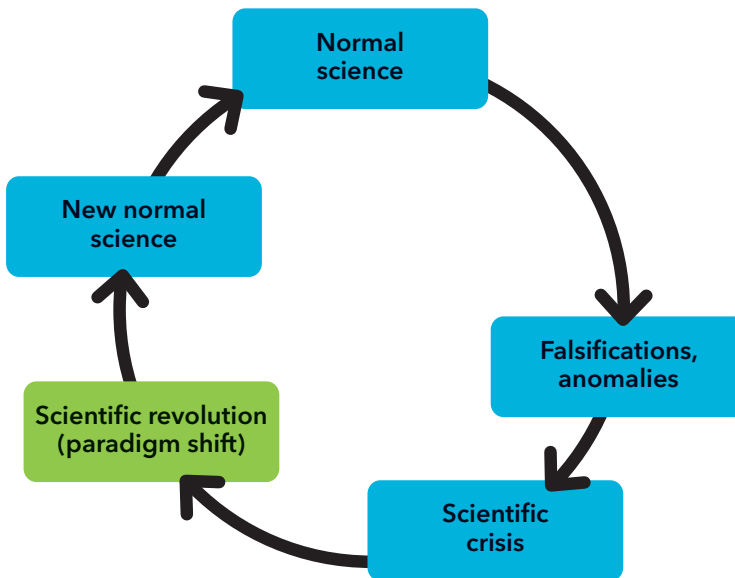 Normal
science
Falsifications,
anomalies
Scientific
crisis
Scientific revolution
(paradigm shift)
New normal
science